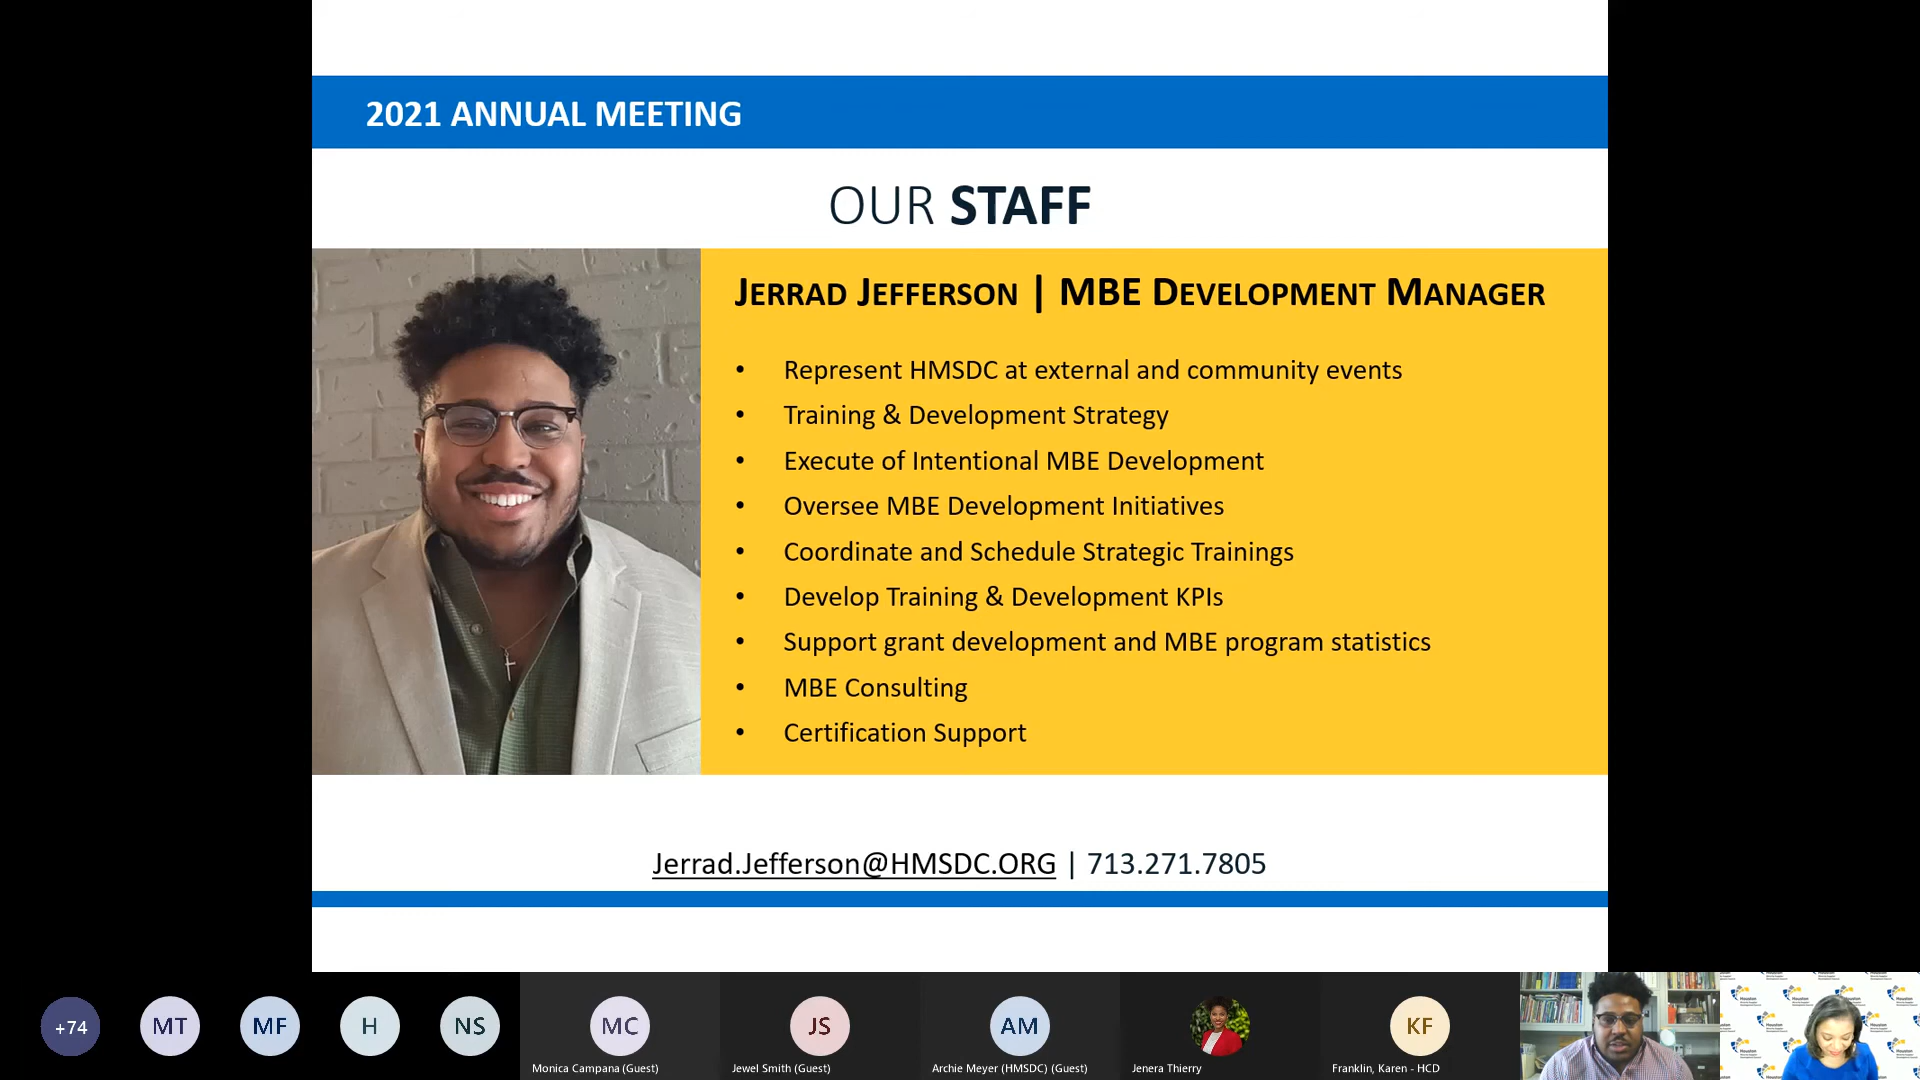 2021 ANNUAL MEETING
OUR STAFF
JERRAD JEFFERSON | MBE DEVELOPMENT MANAGER
• Represent HMSDC at external and community events
• Training & Development Strategy
• Execute of Intentional MBE Development
• Oversee MBE Development Initiatives
• Coordinate and Schedule Strategic Trainings
• Develop Training & Development KPIs
• Support grant development and MBE program statistics
• MBE Consulting
• Certification Support
Jerrad.Jefferson@HMSDC.ORG | 713.271.7805
+74
MT
MF
H
NS
MC
JS
AM
KF
Monica Campana (Guest)
Jewel Smith (Guest)
Archie Meyer (HMSDC) (Guest)
Jenera Thierry
Franklin, Karen - HCD